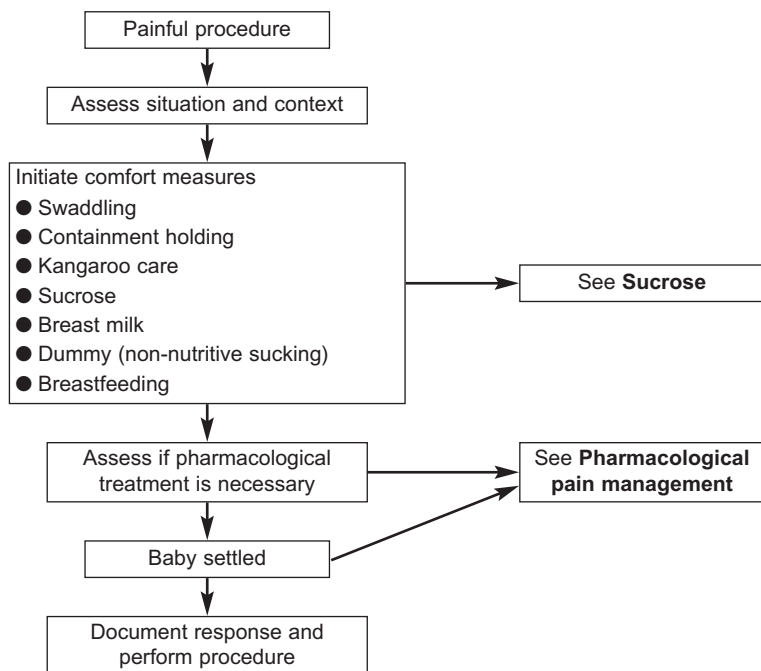 Painful procedure
Assess situation and context
Initiate comfort measures
● Swaddling
● Containment holding
● Kangaroo care
● Sucrose
● Breast milk
● Dummy (non-nutritive sucking)
● Breastfeeding
See Sucrose
Assess if pharmacological
treatment is necessary
See Pharmacological
pain management
Baby settled
Document response and
perform procedure